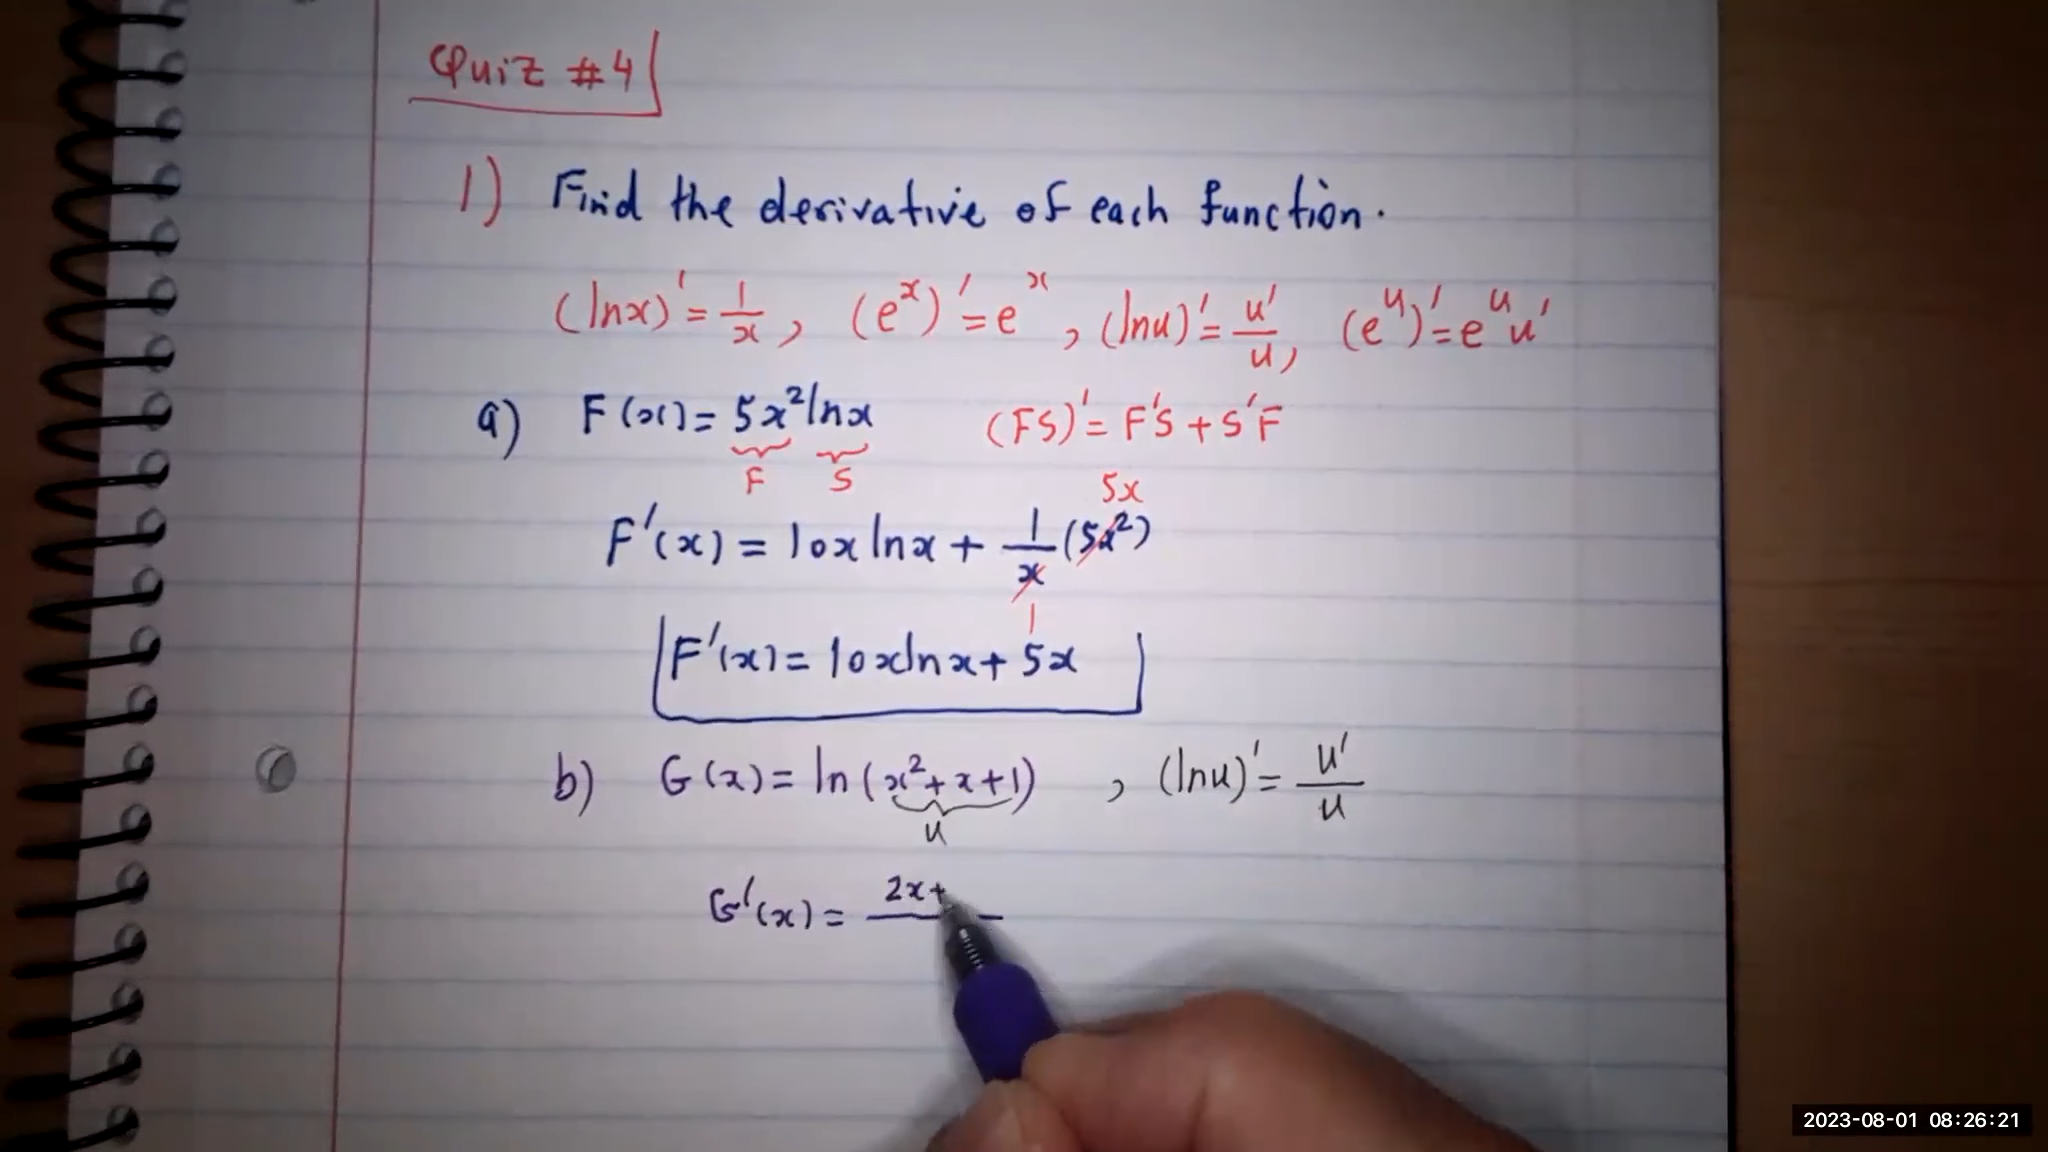 Quiz #4
1) Find the derivative of each function.
(lnx)' = 1/x, (e^x)' = e^x, (lnu)' = u'/u, (e^u)' = e^u u'
a) F(x) = 5x²lnx (FS)' = F'S + S'F
F S
5x
F'(x) = 10x lnx + 1/x (5x²)
1
F'(x) = 10xlnx + 5x
b) G(x) = ln(x²+x+1) , (lnu)' = u'/u
u
G'(x) = 2x+
2023-08-01 08:26:21